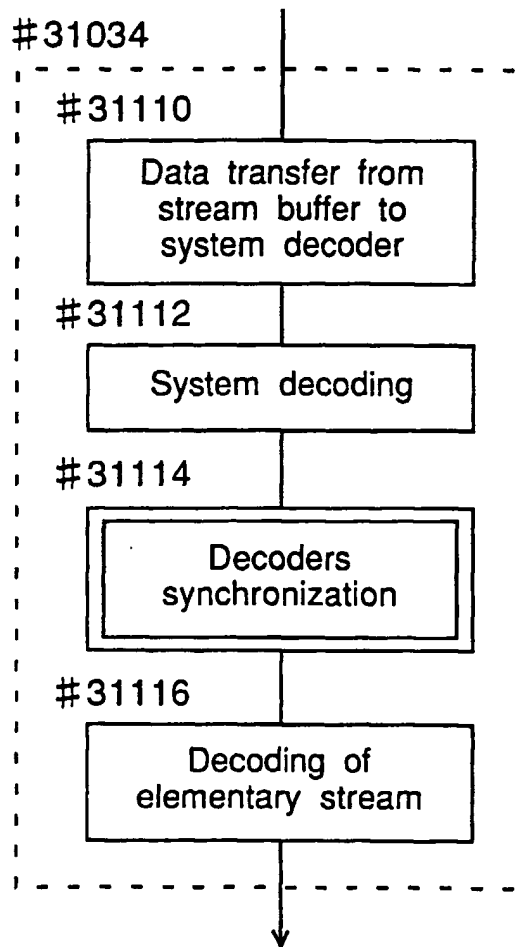 #31034
#31110
Data transfer from
stream buffer to
system decoder
#31112
System decoding
#31114
Decoders
synchronization
#31116
Decoding of
elementary stream